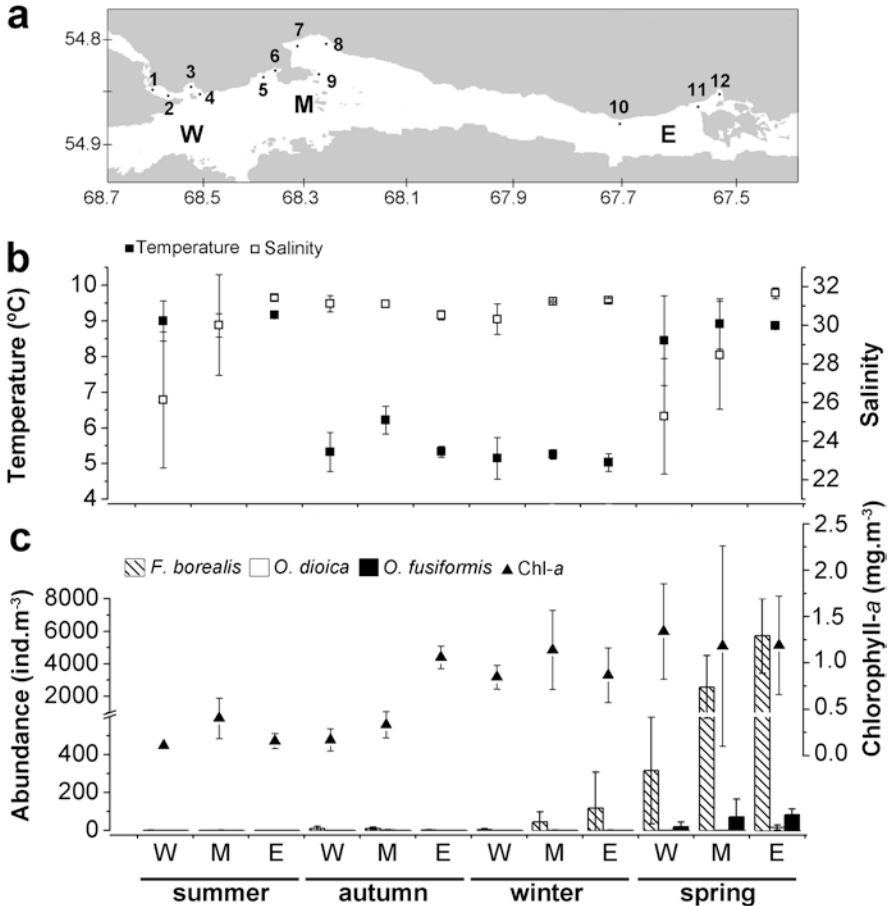 a
54.8
54.9
1
2
3
4
5
6
7
8
9
10
11
12
W
M
E
68.7
68.5
68.3
68.1
67.9
67.7
67.5
b
Temperature
Salinity
Temperature (ºC)
10
9
8
7
6
5
4
32
30
28
26
24
22
Salinity
c
F. borealis
O. dioica
O. fusiformis
Chl-a
Abundance (ind.m-3)
8000
6000
4000
2000
400
200
0
2.5
2.0
1.5
1.0
0.5
0.0
Chlorophyll-a (mg.m-3)
W M E W M E W M E W M E
summer autumn winter spring